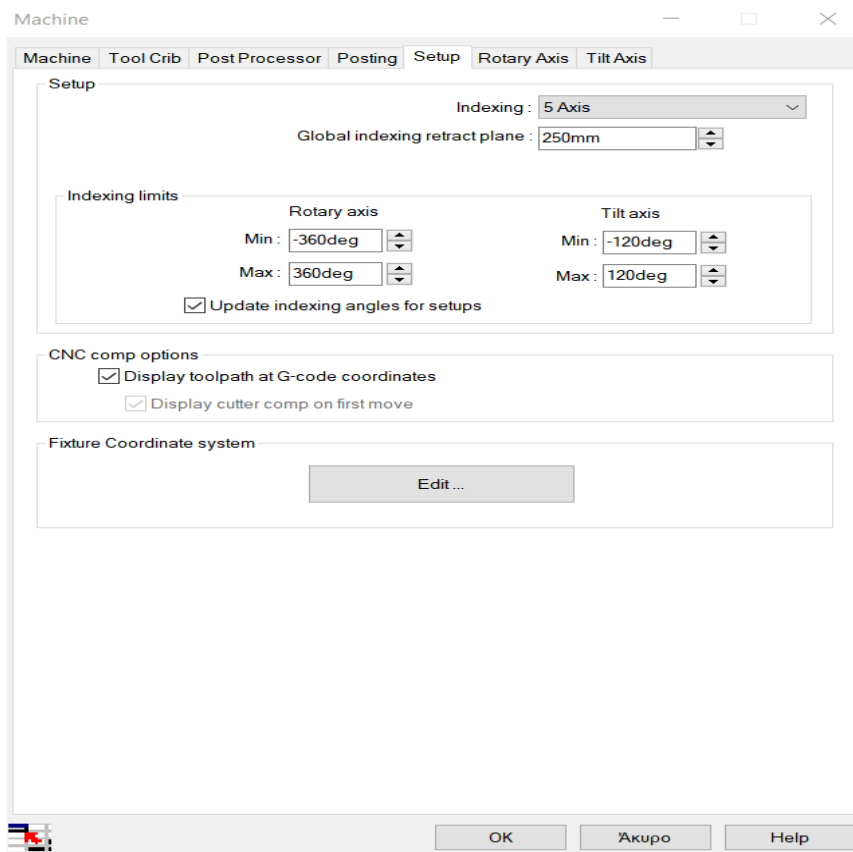 Machine
Machine Tool Crib Post Processor Posting Setup Rotary Axis Tilt Axis
Setup
Indexing : 5 Axis
Global indexing retract plane : 250mm
Indexing limits
Rotary axis Tilt axis
Min : -360deg Min : -120deg
Max : 360deg Max : 120deg
Update indexing angles for setups
CNC comp options
Display toolpath at G-code coordinates
Display cutter comp on first move
Fixture Coordinate system
Edit ...
OK Άκυρο Help